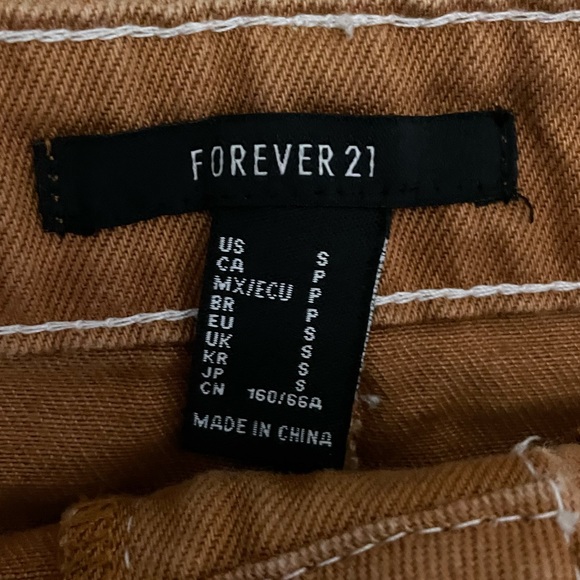 FOREVER 21
US S
CA P
MX/ECU P
BR P
EU S
UK S
KR S
JP S
CN 160/66A
MADE IN CHINA